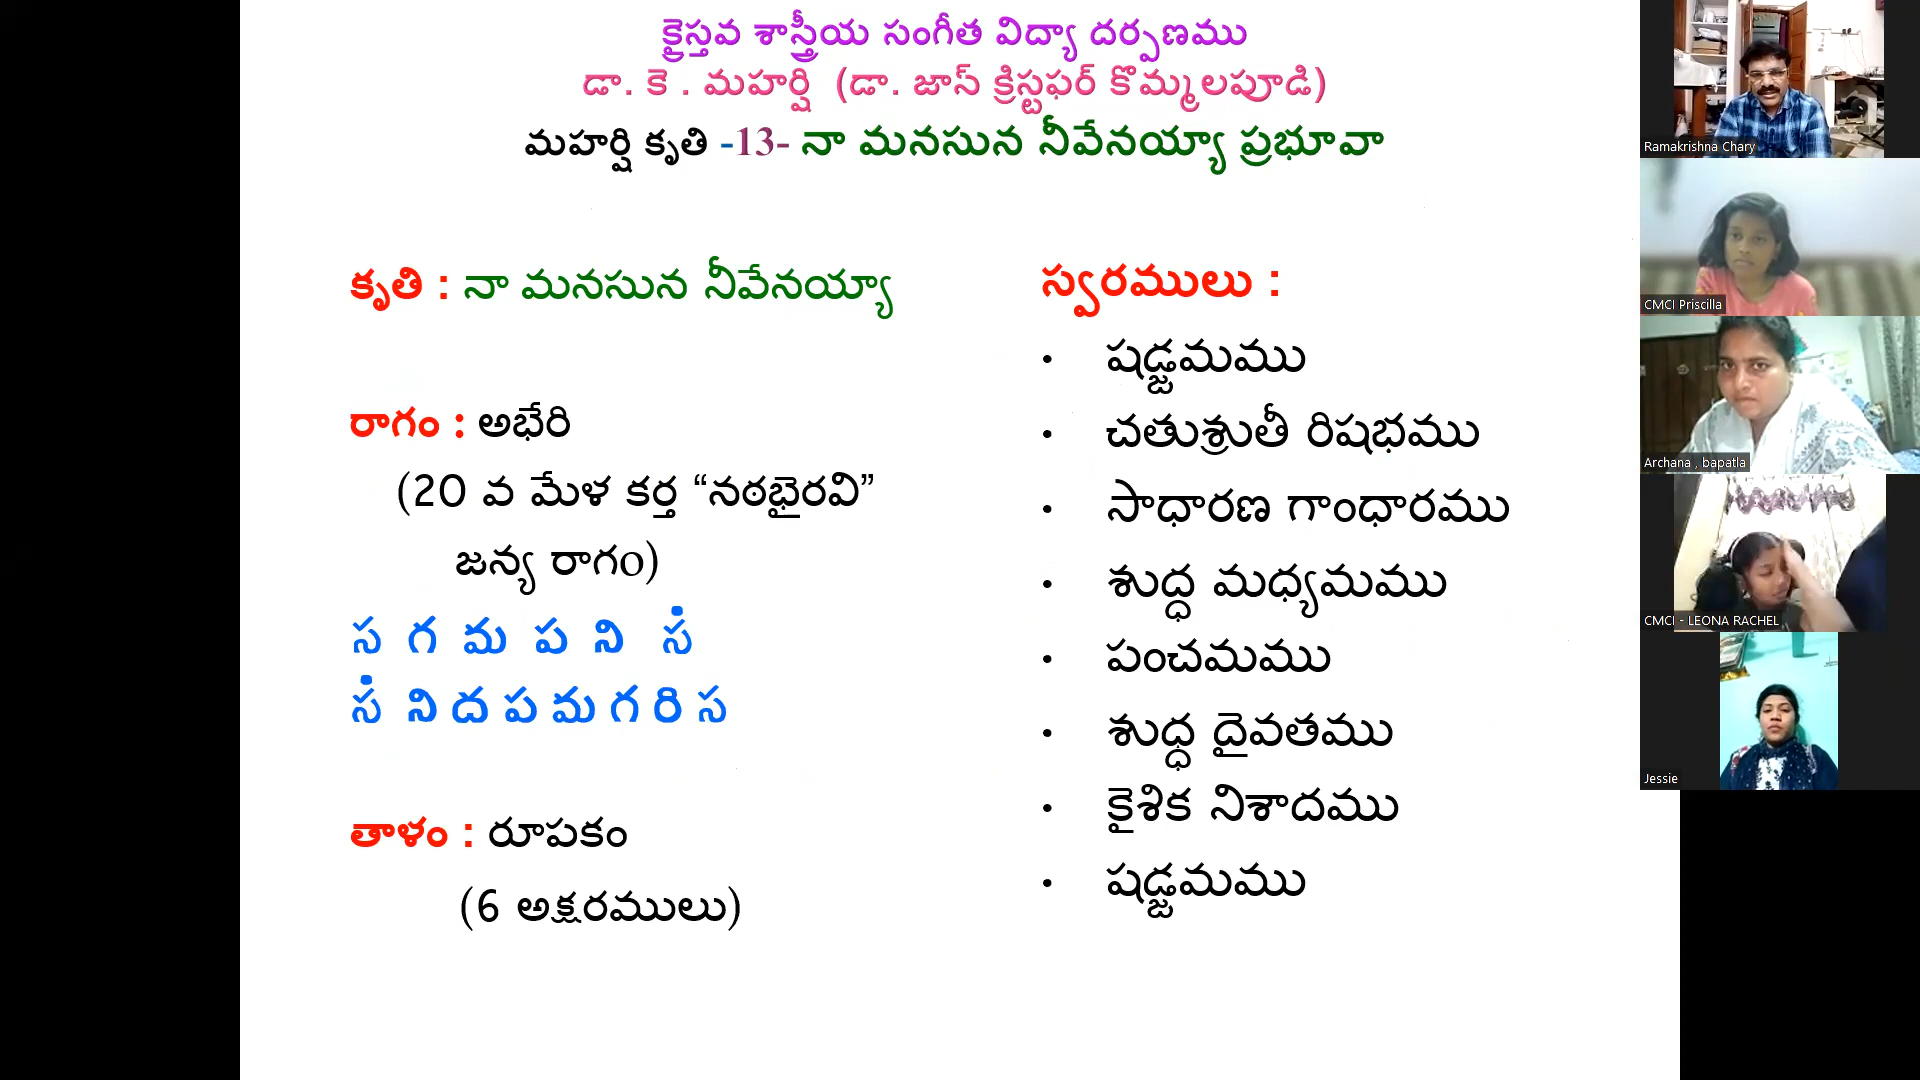 క్రైస్తవ శాస్త్రీయ సంగీత విద్యా దర్పణము
డా. కె . మహర్షి (డా. జాస్ క్రిస్టఫర్ కొమ్మలపూడి)
మహర్షి కృతి -13- నా మనసున నీవేనయ్యా ప్రభూవా
కృతి : నా మనసున నీవేనయ్యా
రాగం : అభేరి
(20 వ మేళ కర్త “నఠభైరవి”
జన్య రాగం)
స గ మ ప ని స๋
స๋ ని ద ప మ గ రి స
తాళం : రూపకం
(6 అక్షరములు)
స్వరములు :
• షడ్జమము
• చతుశ్రుతీ రిషభము
• సాధారణ గాంధారము
• శుద్ధ మధ్యమము
• పంచమము
• శుద్ధ దైవతము
• కైశిక నిశాదము
• షడ్జమము
Ramakrishna Chary
CMCI Priscilla
Archana , bapatla
CMCI - LEONA RACHEL
Jessie